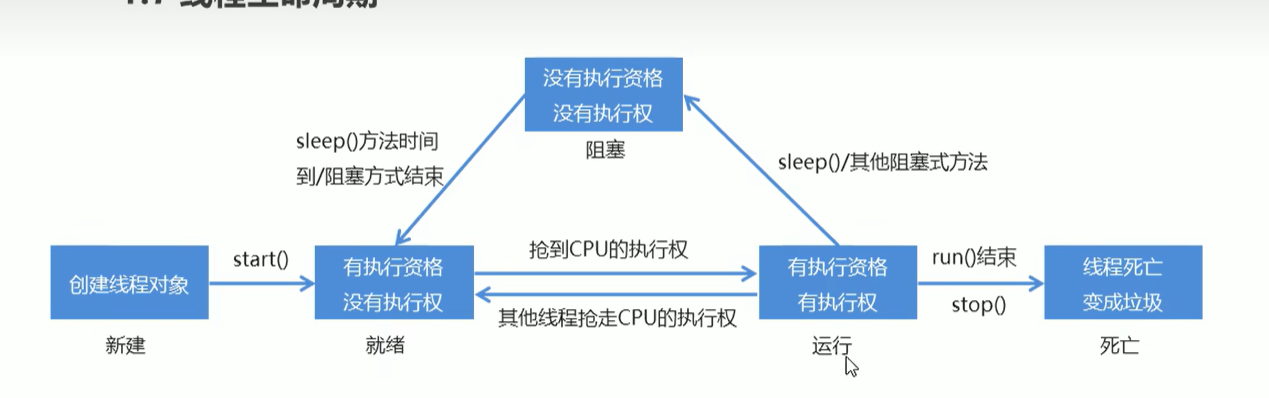 1.7 线程生命周期
没有执行资格
没有执行权
阻塞
sleep()方法时间
到/阻塞方式结束
sleep()/其他阻塞式方法
创建线程对象
新建
start()
有执行资格
没有执行权
就绪
抢到CPU的执行权
其他线程抢走CPU的执行权
有执行资格
有执行权
运行
run()结束
stop()
线程死亡
变成垃圾
死亡